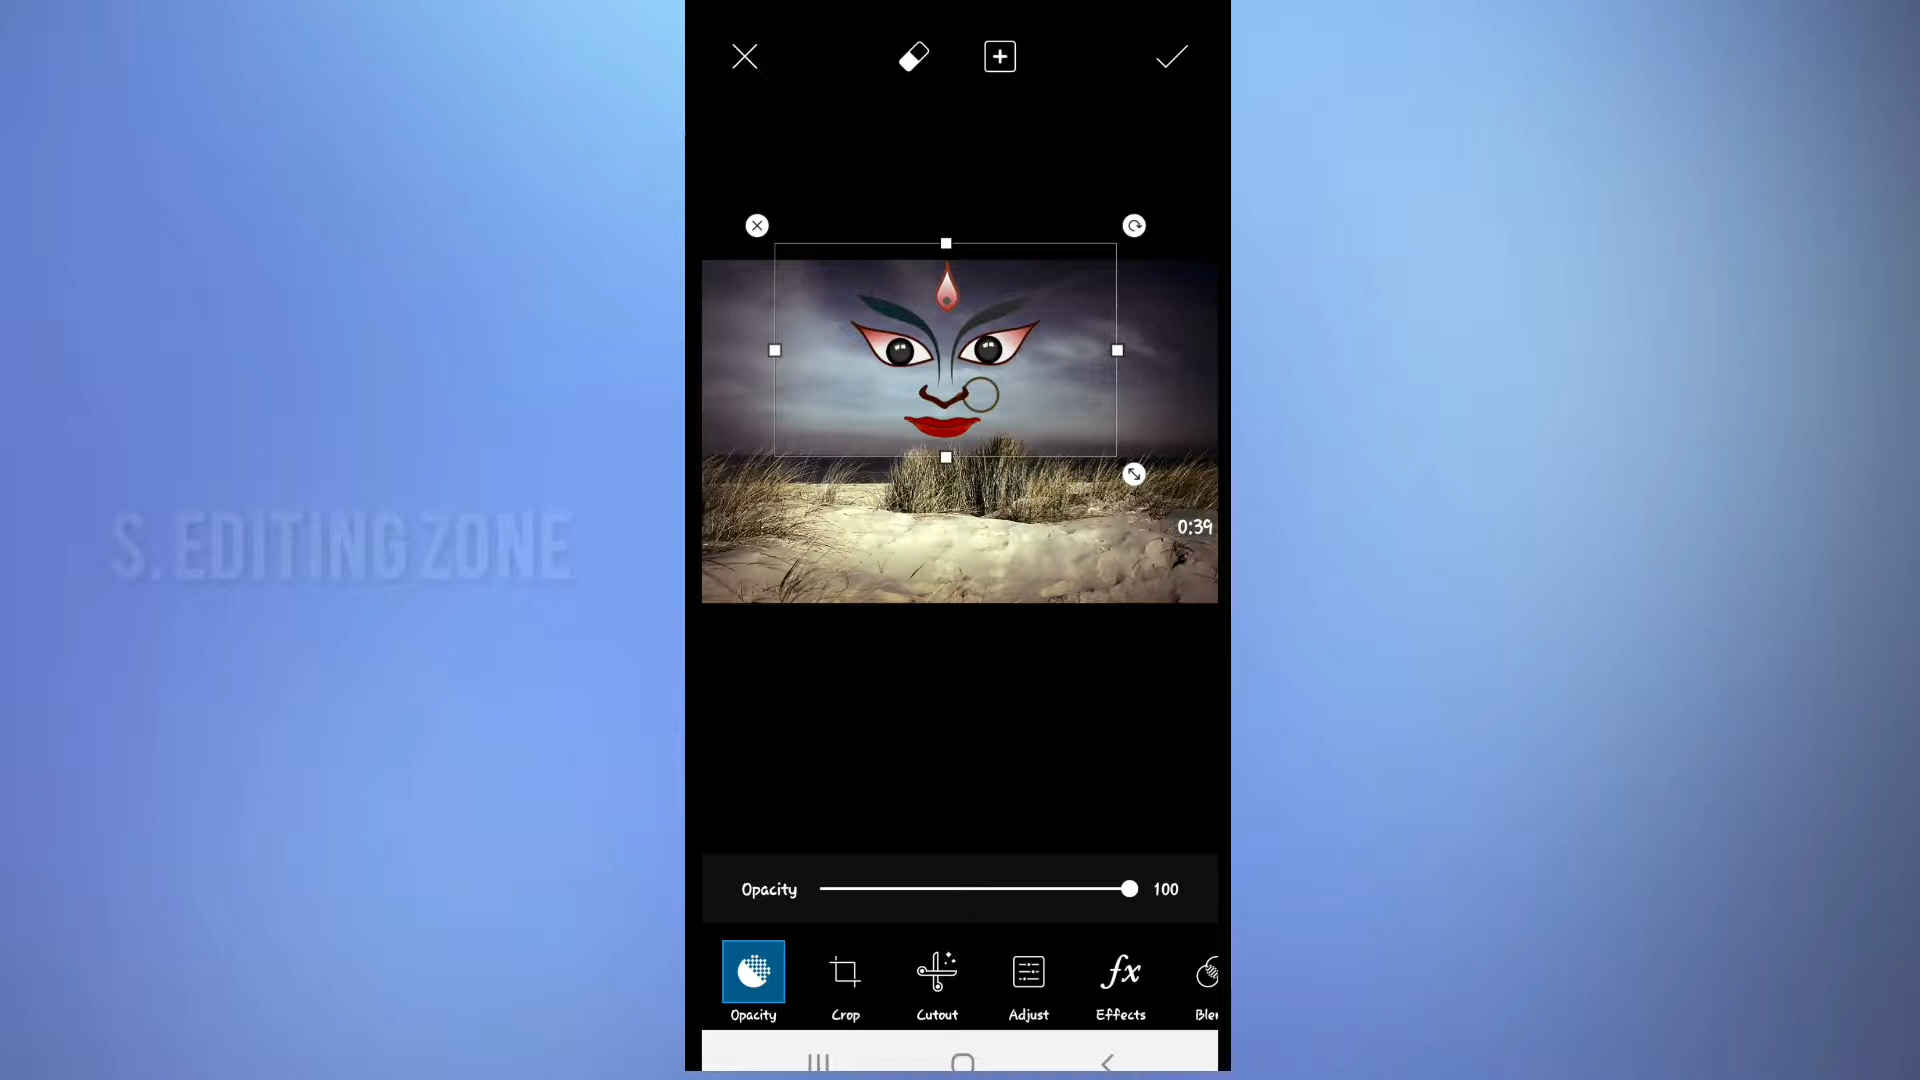 S. EDITING ZONE
0:39
Opacity 100
Opacity Crop Cutout Adjust Effects